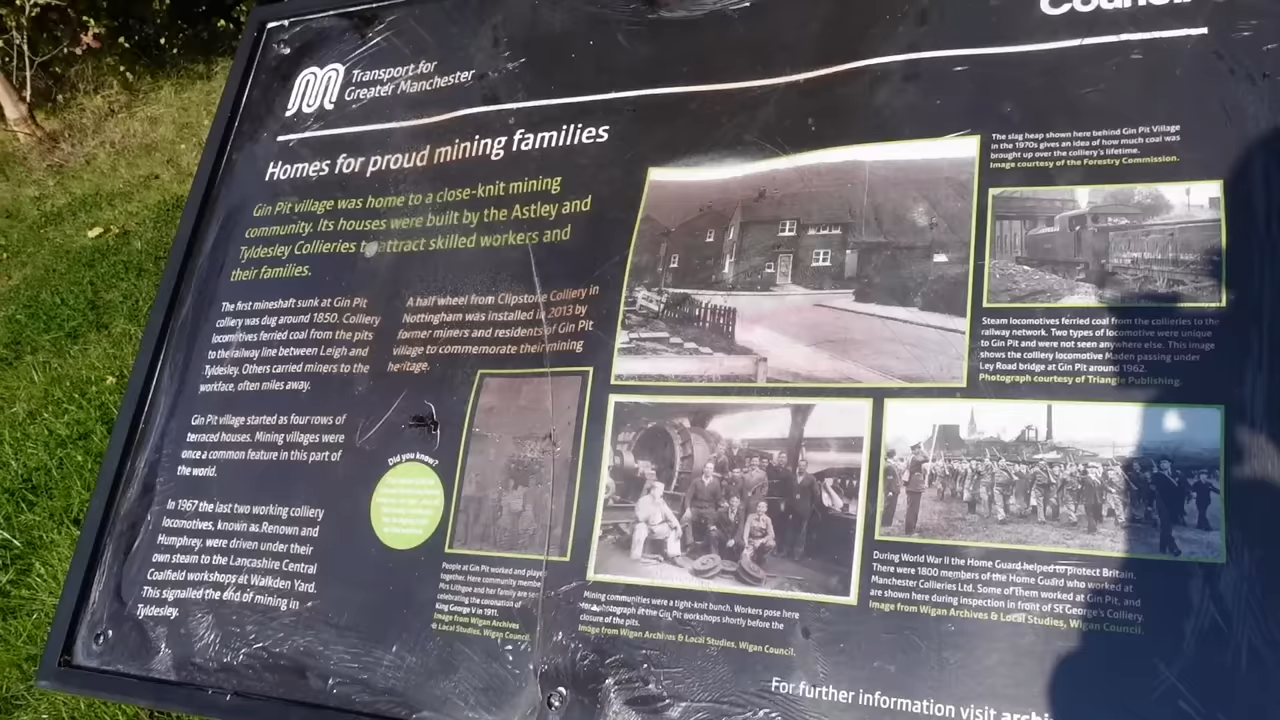 Council
Transport for
Greater Manchester
Homes for proud mining families
Gin Pit village was home to a close-knit mining
community. Its houses were built by the Astley and
Tyldesley Collieries to attract skilled workers and
their families.
The first mineshaft sunk at Gin Pit
colliery was dug around 1850. Colliery
locomotives ferried coal from the pits
to the railway line between Leigh and
Tyldesley. Others carried miners to the
workface, often miles away.
Gin Pit village started as four rows of
terraced houses. Mining villages were
once a common feature in this part of
the world.
In 1967 the last two working colliery
locomotives, known as Renown and
Humphrey, were driven under their
own steam to the Lancashire Central
Coalfield workshops at Walkden Yard.
This signalled the end of mining in
Tyldesley.
A half wheel from Clipstone Colliery in
Nottingham was installed in 2013 by
former miners and residents of Gin Pit
village to commemorate their mining
heritage.
Did you know?
People at Gin Pit worked and playe
together. Here community membe
Mrs Lithgoe and her family are see
celebrating the coronation of
King George V in 1911.
Image from Wigan Archives
& Local Studies, Wigan Council.
Mining communities were a tight-knit bunch. Workers pose here
for a photograph at the Gin Pit workshops shortly before the
closure of the pits.
Image from Wigan Archives & Local Studies, Wigan Council.
The slag heap shown here behind Gin Pit Village
in the 1970s gives an idea of how much coal was
brought up over the colliery's lifetime.
Image courtesy of the Forestry Commission.
Steam locomotives ferried coal from the collieries to the
railway network. Two types of locomotive were unique
to Gin Pit and were not seen anywhere else. This image
shows the colliery locomotive Maden passing under
Ley Road bridge at Gin Pit around 1962.
Photograph courtesy of Triangle Publishing.
During World War II the Home Guard helped to protect Britain.
There were 1800 members of the Home Guard who worked at
Manchester Collieries Ltd. Some of them worked at Gin Pit, and
are shown here during inspection in front of St George's Colliery.
Image from Wigan Archives & Local Studies, Wigan Council.
For further information visit archi